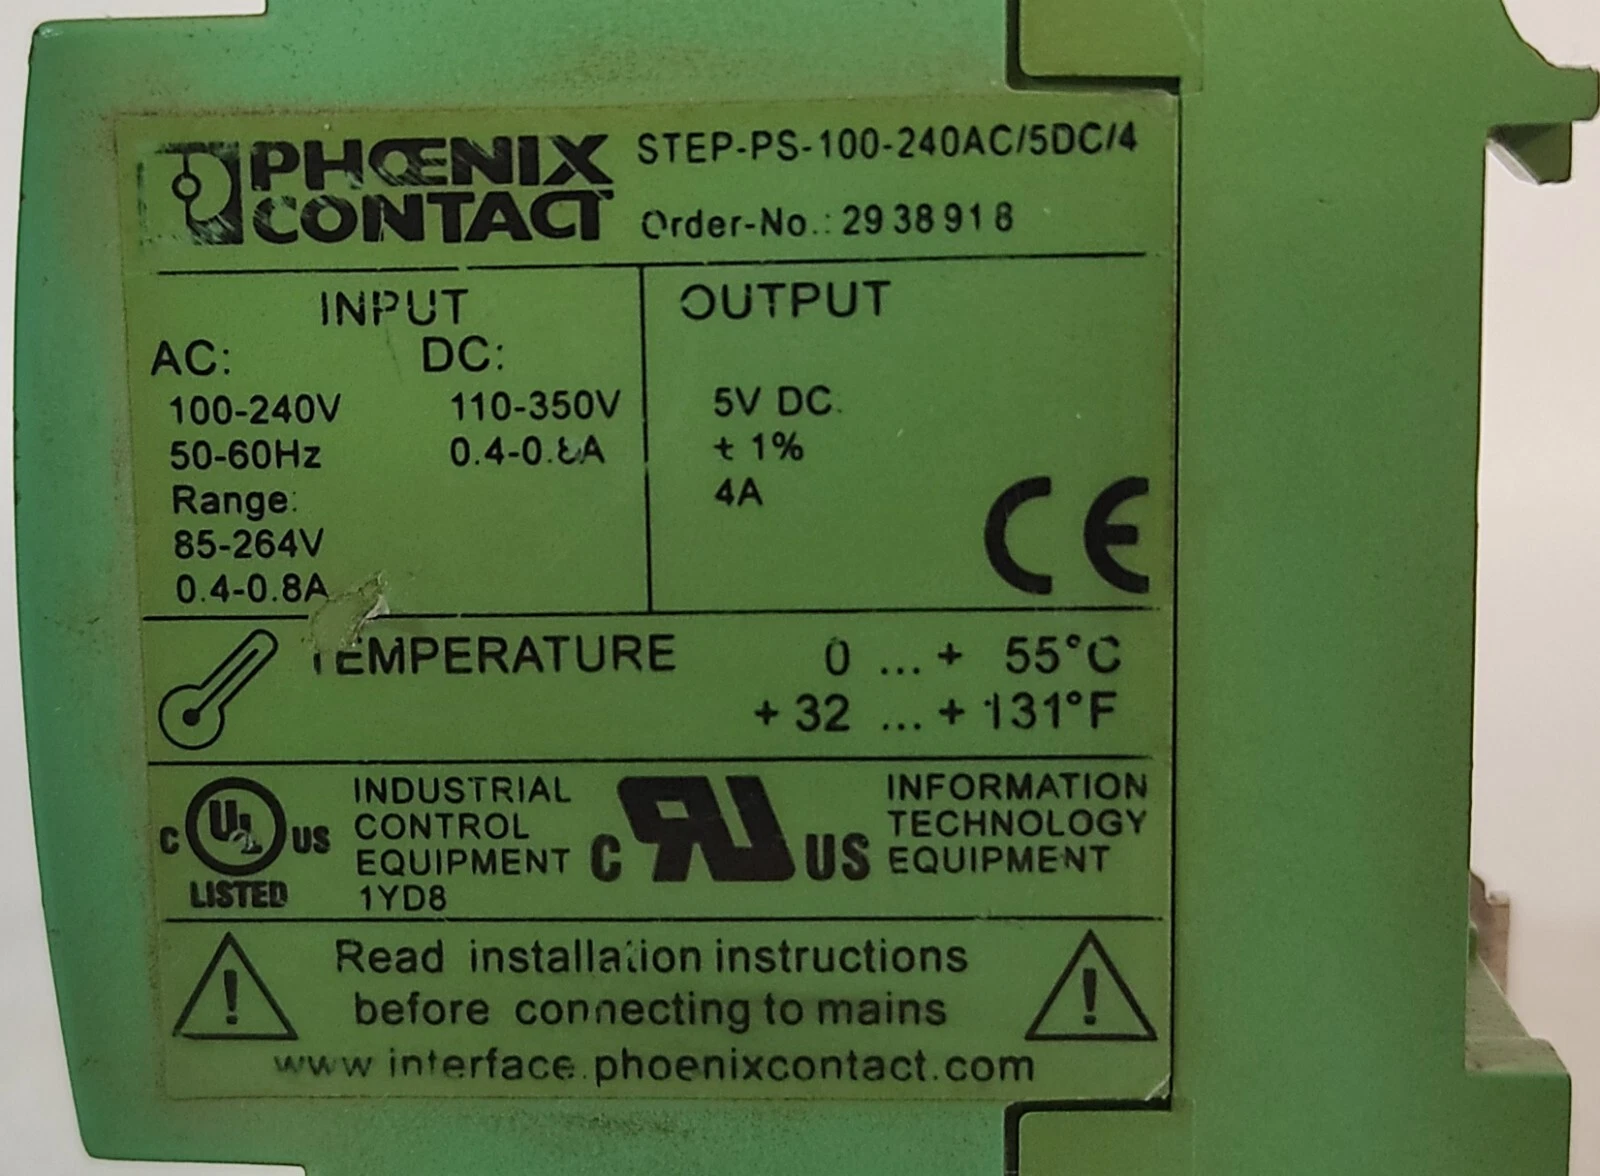 PHŒNIX
CONTACT
STEP-PS-100-240AC/5DC/4
Order-No.: 29 38 91 8
INPUT
AC:
100-240V
50-60Hz
Range:
85-264V
0.4-0.8A
DC:
110-350V
0.4-0.8A
OUTPUT
5V DC.
± 1%
4A
CE
TEMPERATURE 0 ... + 55°C
+ 32 ... + 131°F
C UL US
LISTED
INDUSTRIAL
CONTROL
EQUIPMENT
1YD8
C RU US
INFORMATION
TECHNOLOGY
EQUIPMENT
Read installation instructions
before connecting to mains
www.interface.phoenixcontact.com